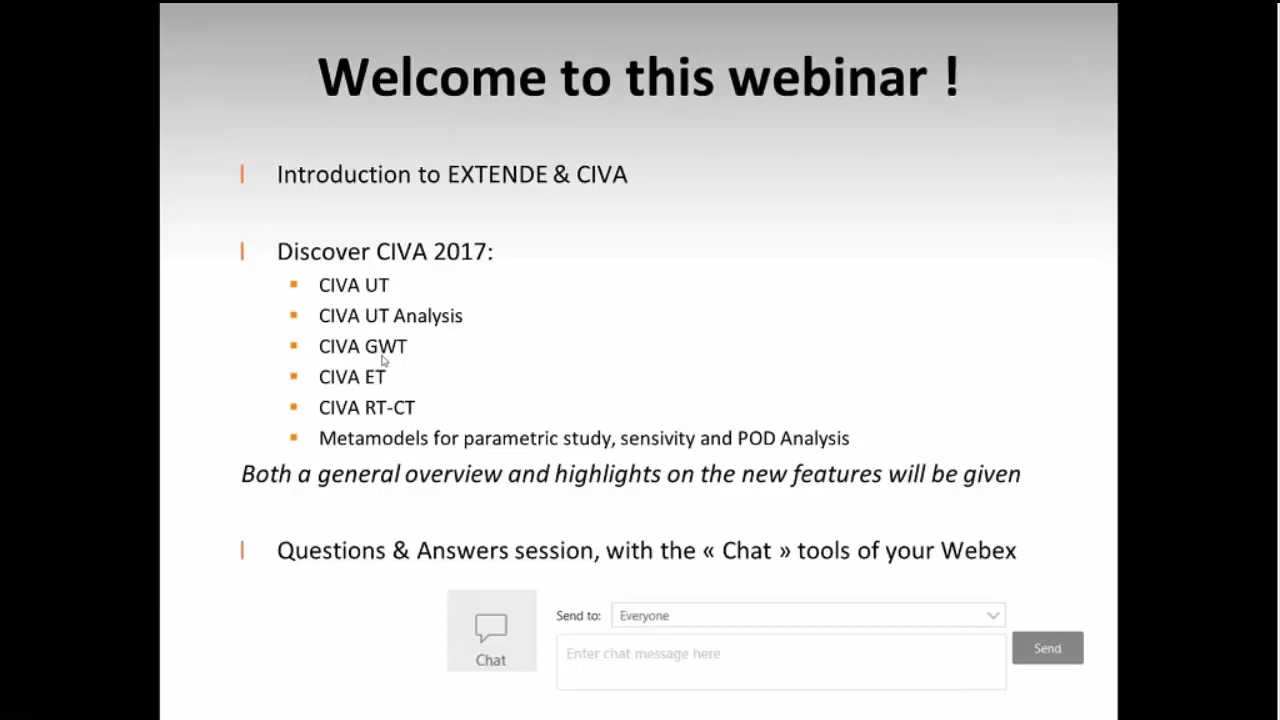 Welcome to this webinar !
Introduction to EXTENDE & CIVA
Discover CIVA 2017:
CIVA UT
CIVA UT Analysis
CIVA GWT
CIVA ET
CIVA RT-CT
Metamodels for parametric study, sensivity and POD Analysis
Both a general overview and highlights on the new features will be given
Questions & Answers session, with the « Chat » tools of your Webex
Send to: Everyone
Enter chat message here
Send
Chat